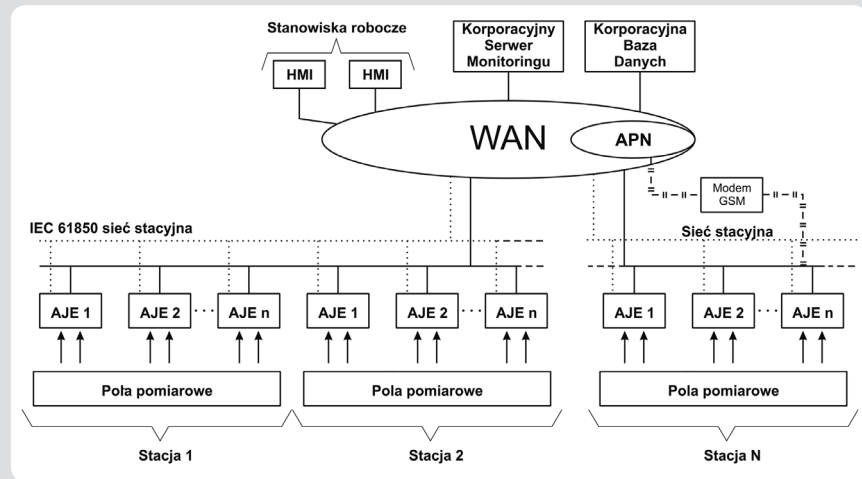 Stanowiska robocze
HMI
HMI
Korporacyjny
Serwer
Monitoringu
Korporacyjna
Baza
Danych
WAN
APN
Modem
GSM
IEC 61850 sieć stacyjna
Sieć stacyjna
AJE 1
AJE 2
...
AJE n
AJE 1
AJE 2
...
AJE n
AJE 1
AJE 2
...
AJE n
Poła pomiarowe
Pola pomiarowe
Pola pomiarowe
Stacja 1
Stacja 2
Stacja N